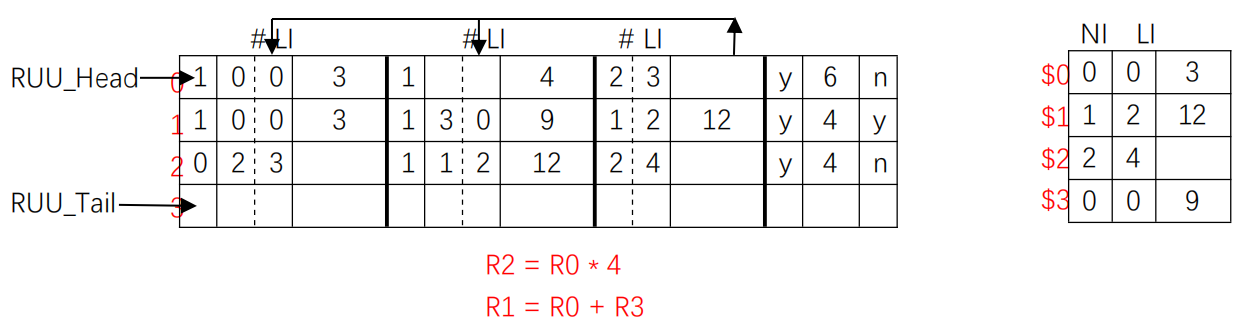 # LI # LI # LI NI LI
RUU_Head 0 1 0 0 3 1 4 2 3 y 6 n $0 0 0 3
1 1 0 0 3 1 3 0 9 1 2 12 y 4 y $1 1 2 12
2 0 2 3 1 1 2 12 2 4 y 4 n $2 2 4
RUU_Tail 3 $3 0 0 9
R2 = R0 * 4
R1 = R0 + R3